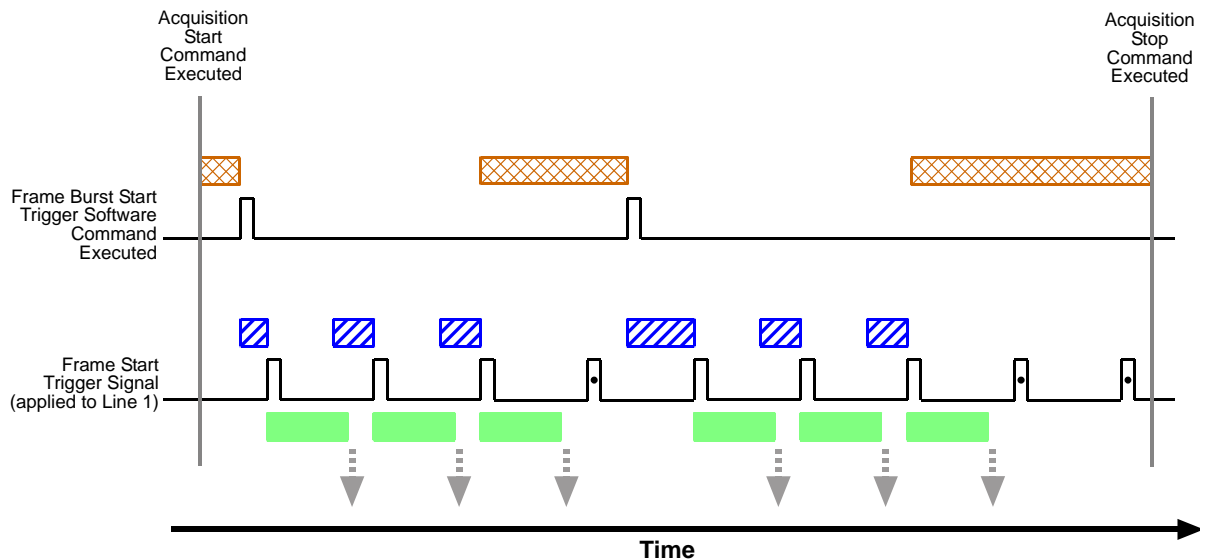 Acquisition
Start
Command
Executed
Acquisition
Stop
Command
Executed
Frame Burst Start
Trigger Software
Command
Executed
Frame Start
Trigger Signal
(applied to Line 1)
Time